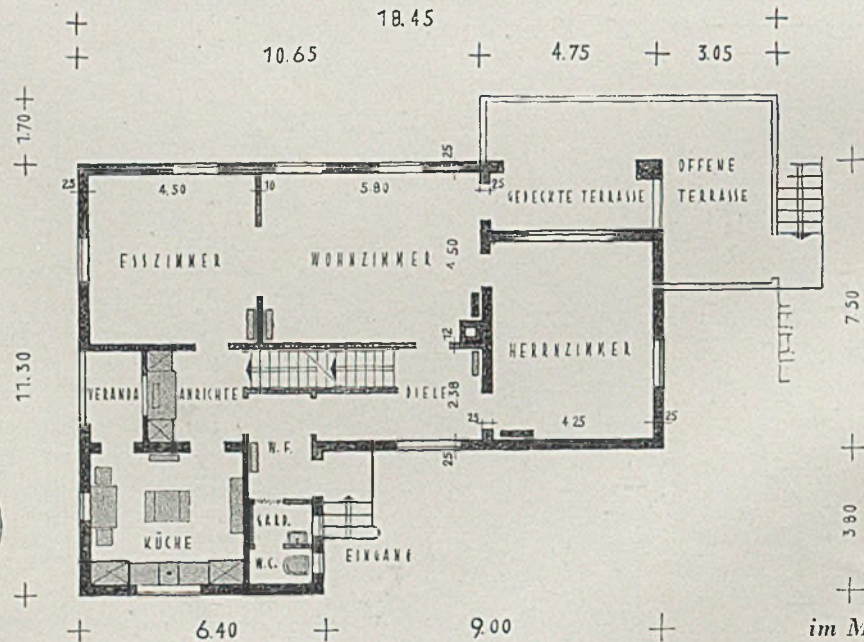 18.45
10.65 4.75 3.05
1.70
25
OFFENE
25 4.50 10 5.80 25
GEDECKTE TERRASSE TERRASSE
ESSZIMMER WOHNZIMMER 4.50
7.50
12
HERRNZIMMER
11.30
VERANDA ANRICHTE DIELE 2.38
25 4.25 25
W.F. 25
GARD.
3.80
KÜCHE EINGANG
W.C.
6.40 9.00
im M